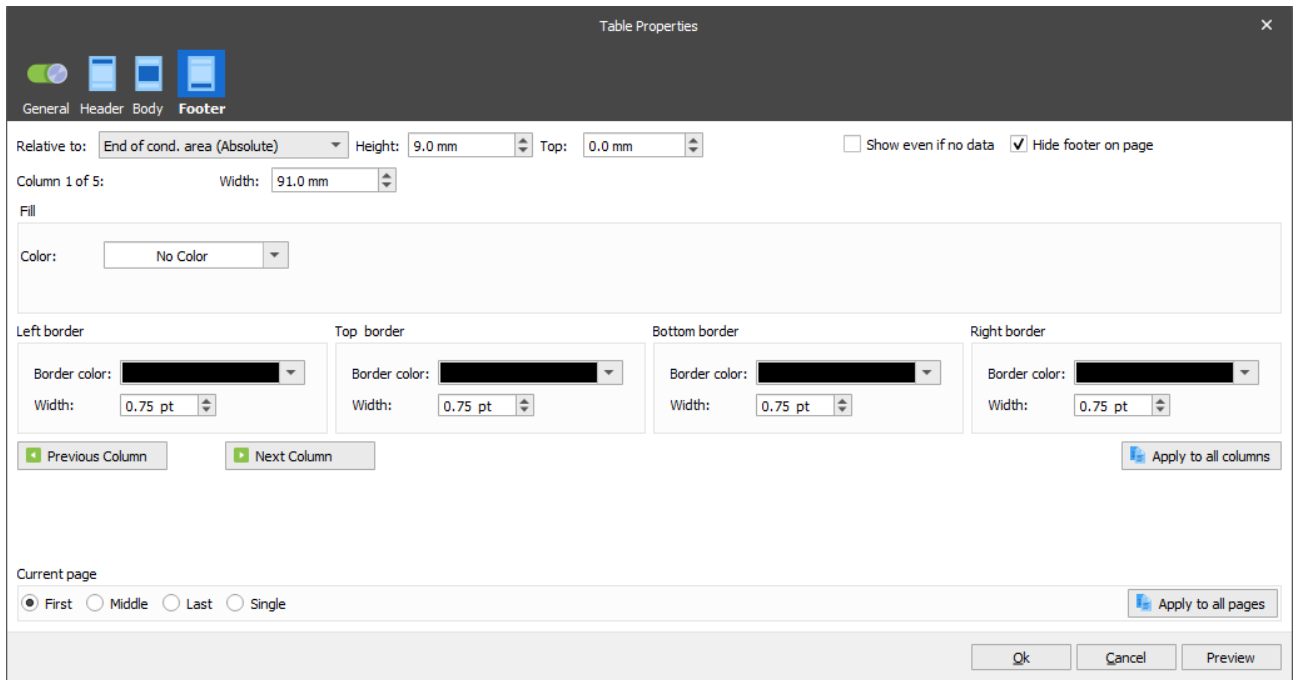 Table Properties
General Header Body Footer
Relative to: End of cond. area (Absolute) Height: 9.0 mm Top: 0.0 mm Show even if no data Hide footer on page
Column 1 of 5: Width: 91.0 mm
Fill
Color: No Color
Left border Top border Bottom border Right border
Border color: Border color: Border color: Border color:
Width: 0.75 pt Width: 0.75 pt Width: 0.75 pt Width: 0.75 pt
Previous Column Next Column Apply to all columns
Current page
First Middle Last Single Apply to all pages
Ok Cancel Preview